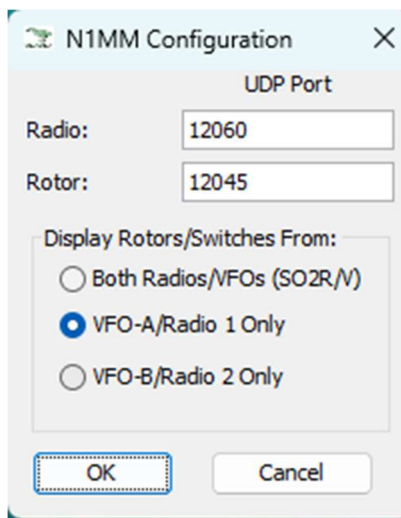 N1MM Configuration
UDP Port
Radio: 12060
Rotor: 12045
Display Rotors/Switches From:
Both Radios/VFOs (SO2R/V)
VFO-A/Radio 1 Only
VFO-B/Radio 2 Only
OK Cancel